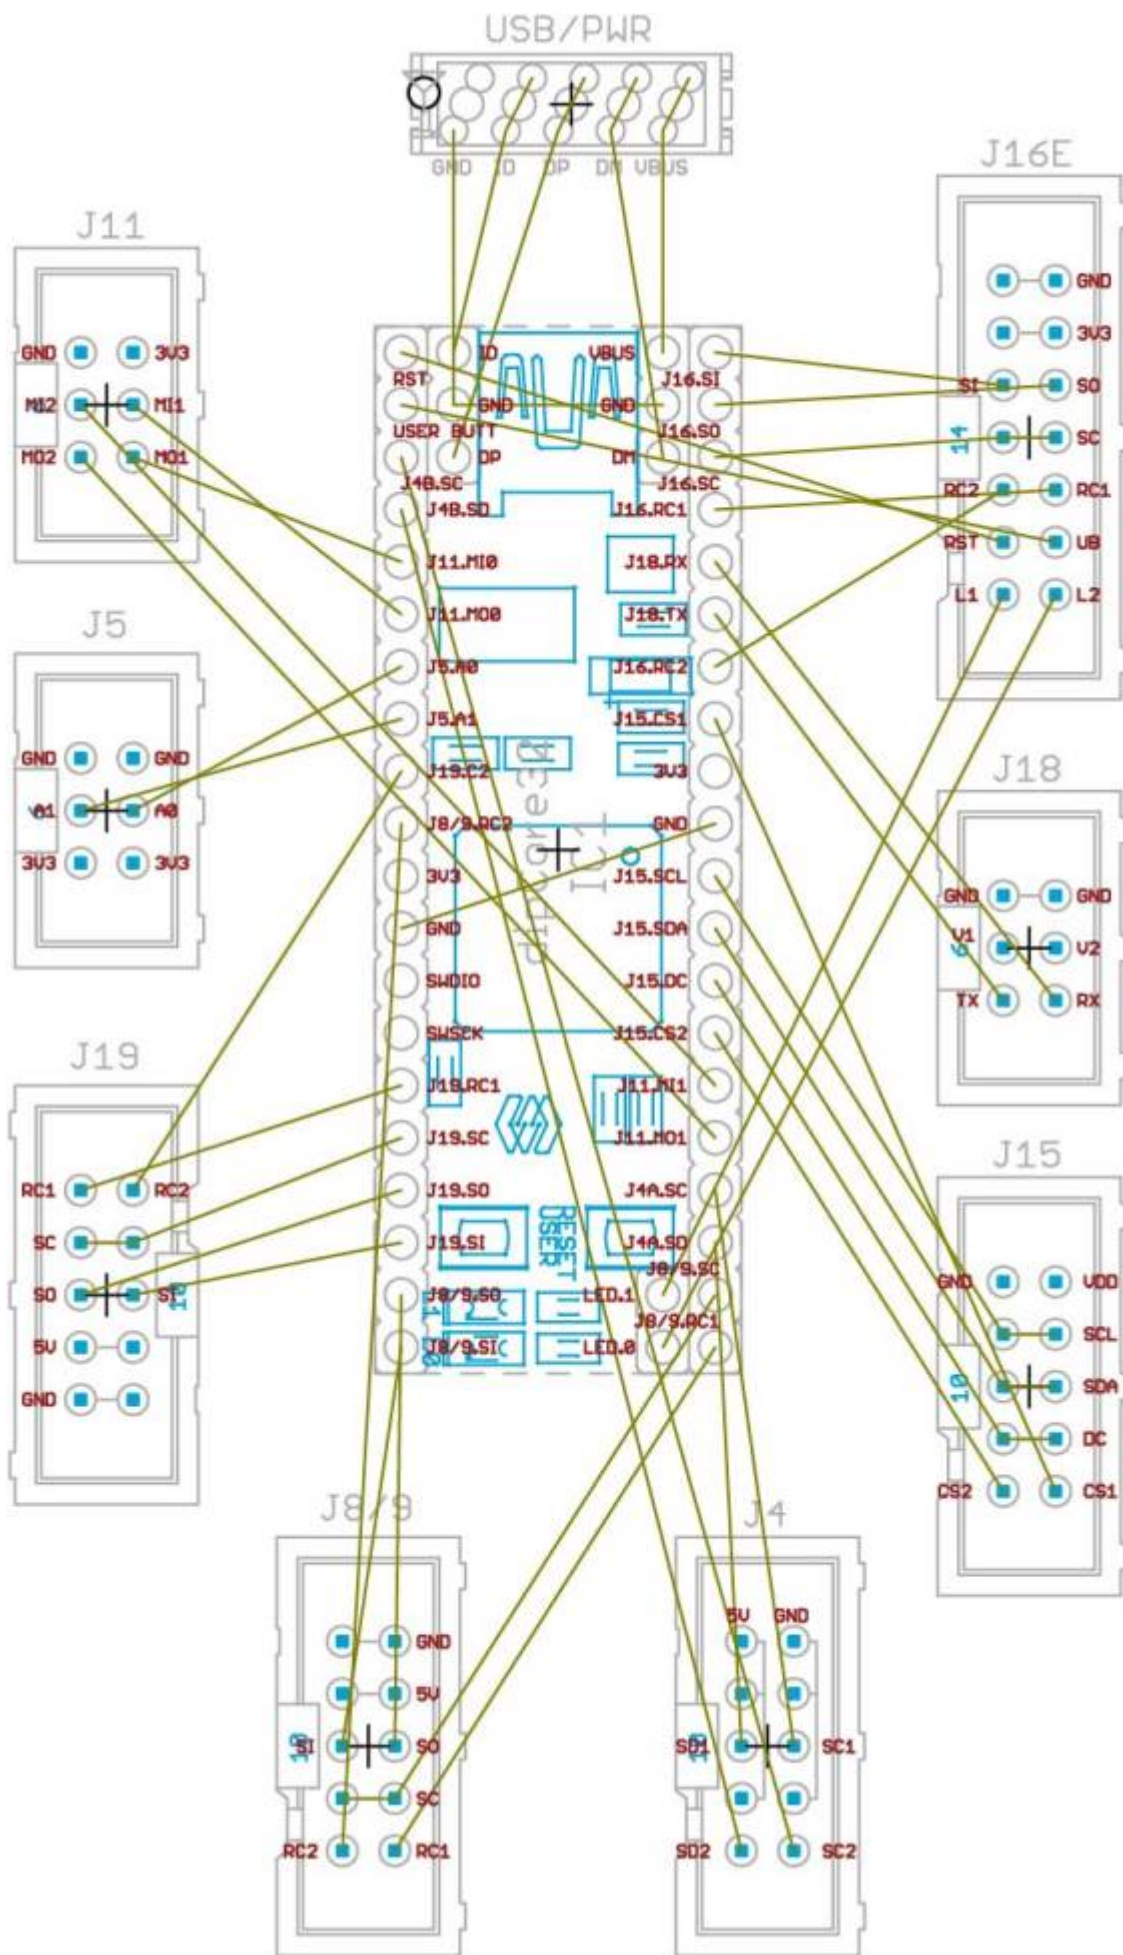 USB/PWR
GND ID DP DM VBUS
J11
GND 3V3
MI2 MI1
MO2 MO1
J5
GND GND
A1 A0
3V3 3V3
J19
RC1 RC2
SC
SO SI
10
5V
GND
J16E
GND
3V3
SI SO
14 SC
RC2 RC1
RST UB
L1 L2
J18
GND GND
V1 V2
6
TX RX
J15
GND VDD
SCL
10 SDA
DC
CS2 CS1
ID VBUS
RST J16.SI
GND GND
USER BUTT J16.SO
DP DM
J4B.SC J16.SC
J4B.SD J16.RC1
J11.MI0 J18.RX
J11.MO0 J18.TX
J5.A0 J16.RC2
J5.A1 J15.CS1
J19.C2 3V3
J8/9.RC2 GND
3V3 J15.SCL
GND J15.SDA
SWDIO J15.DC
SWSCK J15.CS2
J19.RC1 J11.MI1
J19.SC J11.MO1
J19.SO J4A.SC
J19.SI J4A.SD
J8/9.SC
J8/9.SO LED.1
J8/9.RC1
J8/9.SI LED.0
dipcore32
IC1
USER
RESET
J8/9
GND
5V
SI SO
10
SC
RC2 RC1
J4
5V GND
SD1 SC1
10
SD2 SC2